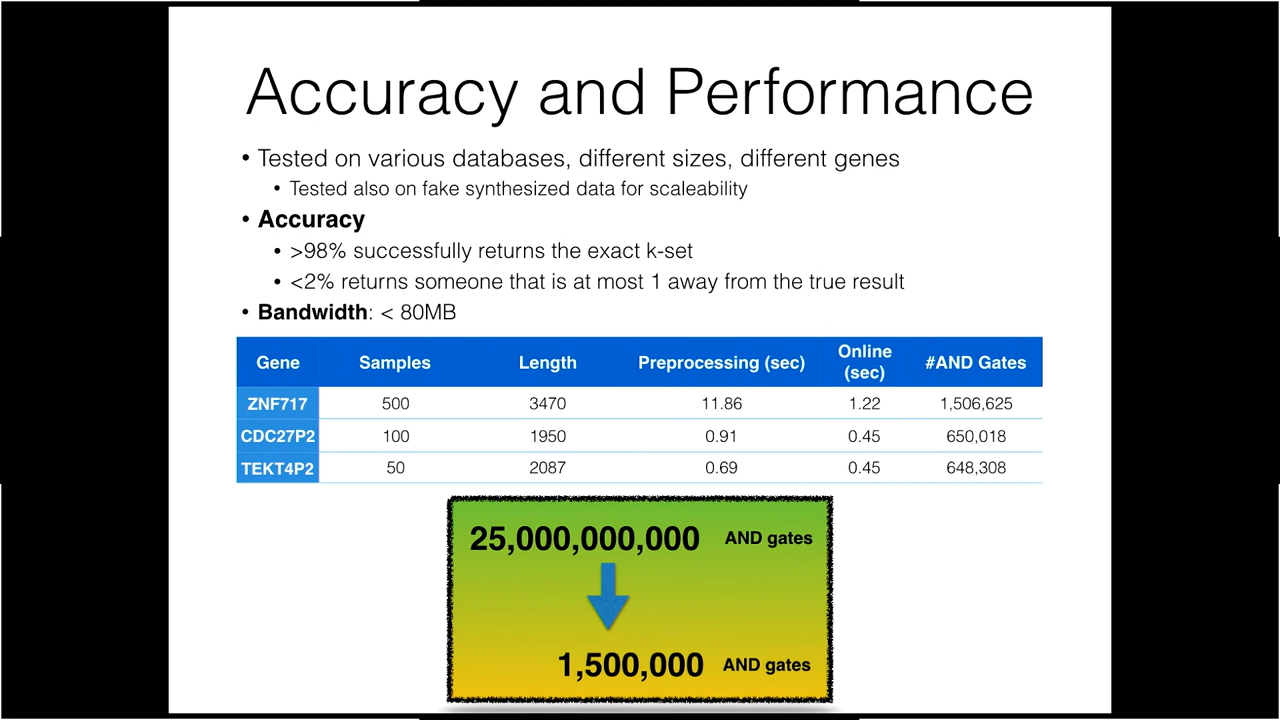 Accuracy and Performance
• Tested on various databases, different sizes, different genes
• Tested also on fake synthesized data for scaleability
• Accuracy
• >98% successfully returns the exact k-set
• <2% returns someone that is at most 1 away from the true result
• Bandwidth: < 80MB
Gene Samples Length Preprocessing (sec) Online (sec) #AND Gates
ZNF717 500 3470 11.86 1.22 1,506,625
CDC27P2 100 1950 0.91 0.45 650,018
TEKT4P2 50 2087 0.69 0.45 648,308
25,000,000,000 AND gates
1,500,000 AND gates